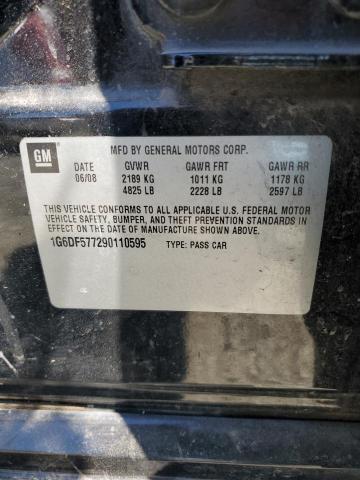 GM
MFD BY GENERAL MOTORS CORP.
DATE GVWR GAWR FRT GAWR RR
06/08 2189 KG 1011 KG 1178 KG
4825 LB 2228 LB 2597 LB
THIS VEHICLE CONFORMS TO ALL APPLICABLE U.S. FEDERAL MOTOR
VEHICLE SAFETY, BUMPER, AND THEFT PREVENTION STANDARDS IN
EFFECT ON THE DATE OF MANUFACTURE SHOWN ABOVE.
1G6DF577290110595 TYPE: PASS CAR